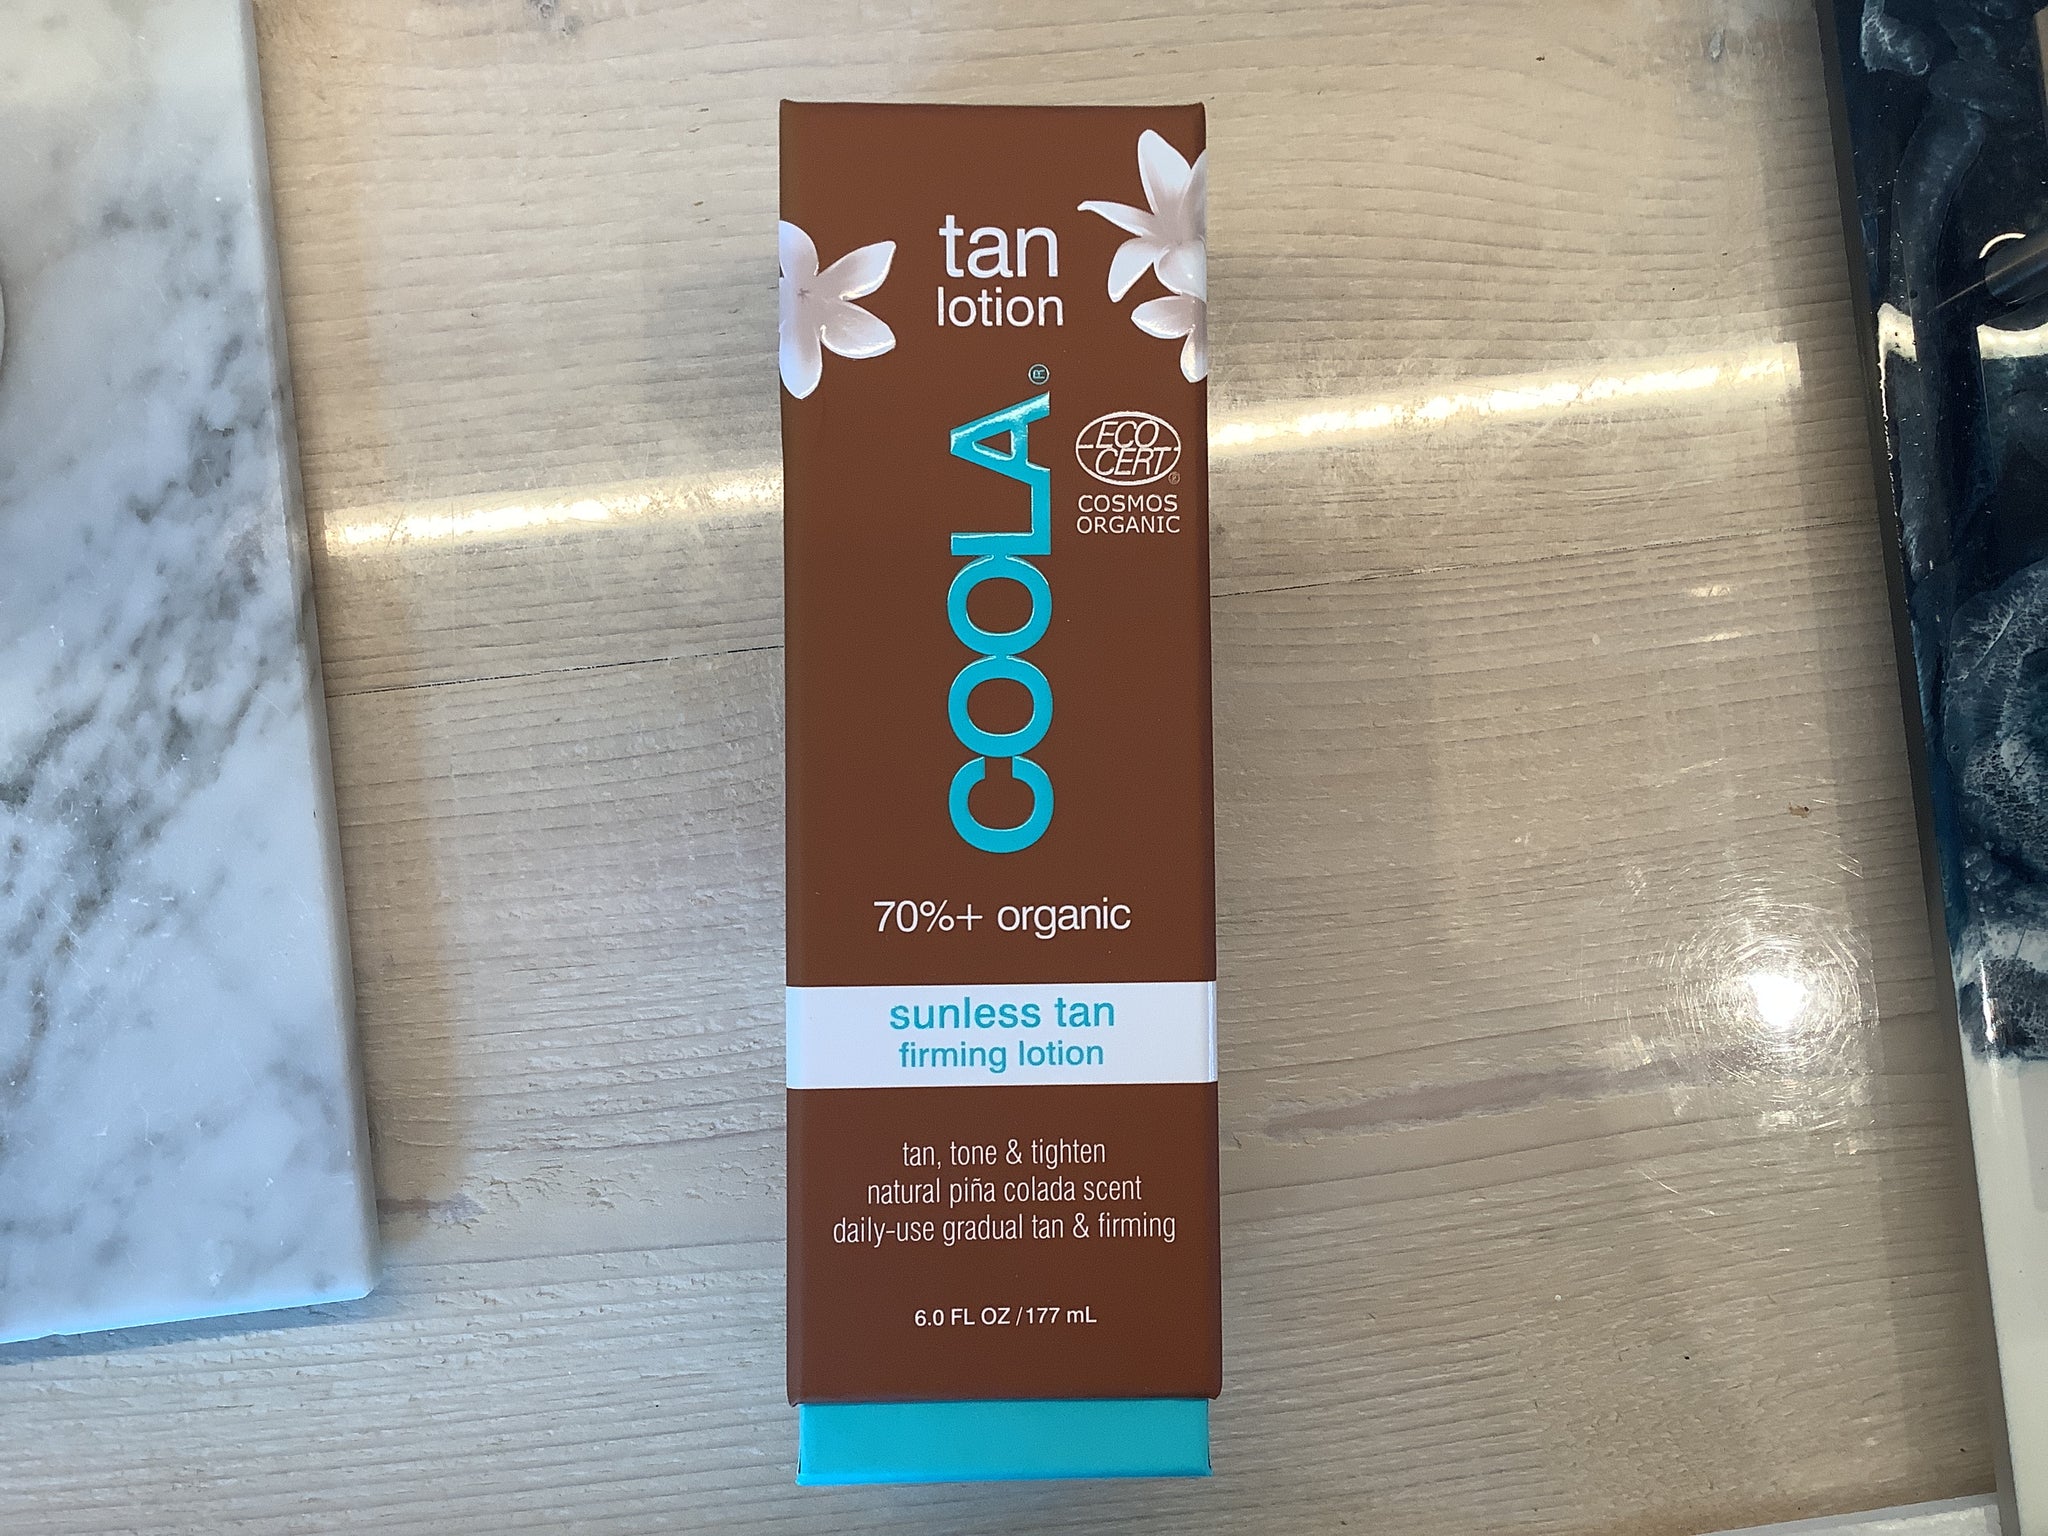 tan
lotion
COOLA®
ECO
CERT®
COSMOS
ORGANIC
70%+ organic
sunless tan
firming lotion
tan, tone & tighten
natural piña colada scent
daily-use gradual tan & firming
6.0 FL OZ / 177 mL